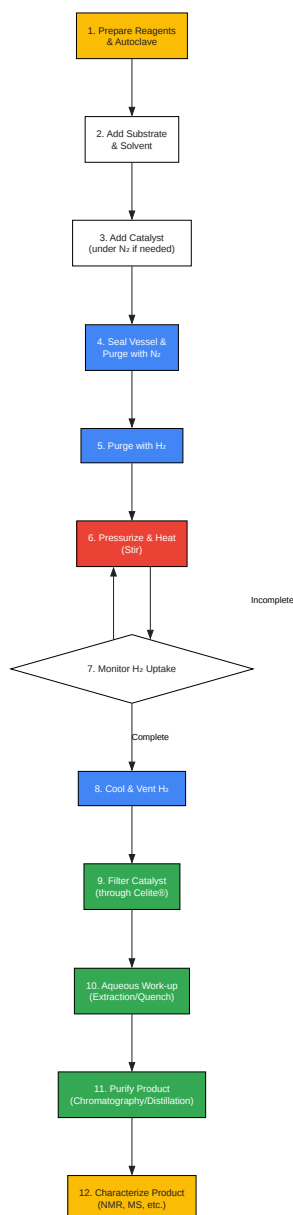 1. Prepare Reagents
& Autoclave
2. Add Substrate
& Solvent
3. Add Catalyst
(under N₂ if needed)
4. Seal Vessel &
Purge with N₂
5. Purge with H₂
6. Pressurize & Heat
(Stir)
Incomplete
7. Monitor H₂ Uptake
Complete
8. Cool & Vent H₂
9. Filter Catalyst
(through Celite®)
10. Aqueous Work-up
(Extraction/Quench)
11. Purify Product
(Chromatography/Distillation)
12. Characterize Product
(NMR, MS, etc.)